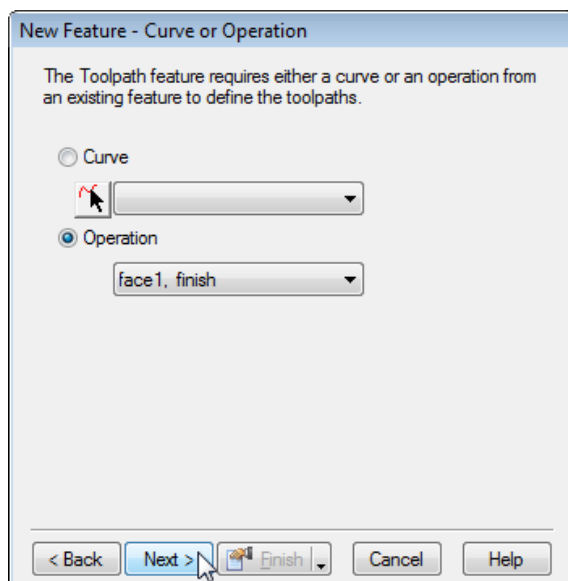 New Feature - Curve or Operation
The Toolpath feature requires either a curve or an operation from
an existing feature to define the toolpaths.
Curve
Operation
face1, finish
< Back Next > Finish Cancel Help